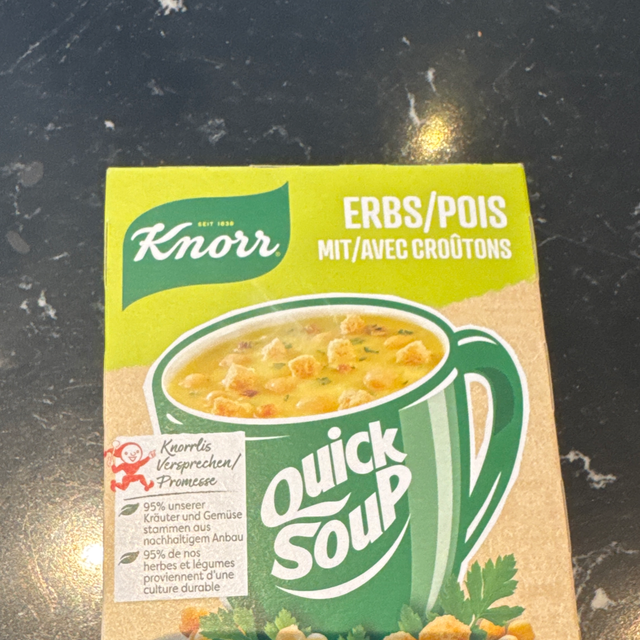 SEIT 1838
Knorr
ERBS/POIS
MIT/AVEC CROÛTONS
Knorrlis
Versprechen/
Promesse
95% unserer
Kräuter und Gemüse
stammen aus
nachhaltigem Anbau
95% de nos
herbes et légumes
proviennent d'une
culture durable
Quick
Soup